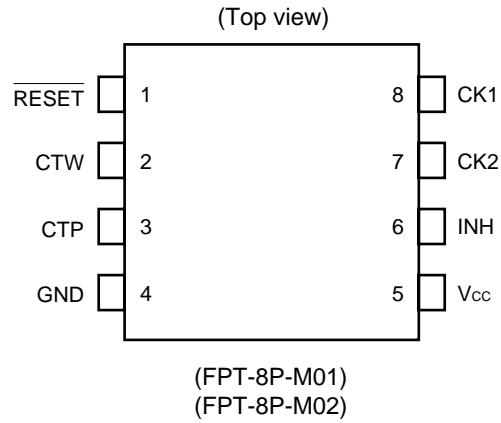 (Top view)
RESET 1 8 CK1
CTW 2 7 CK2
CTP 3 6 INH
GND 4 5 Vcc
(FPT-8P-M01)
(FPT-8P-M02)